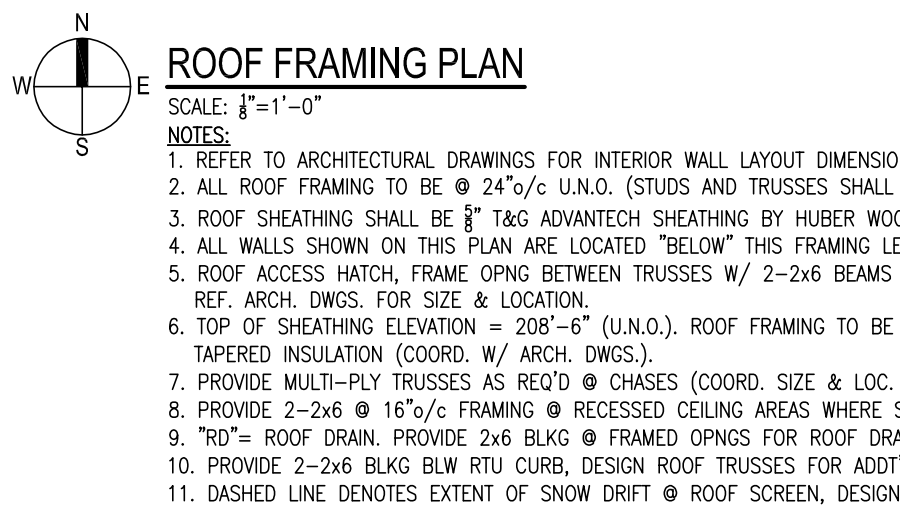 N
W E
S
ROOF FRAMING PLAN
SCALE: 1/8"=1'-0"
NOTES:
1. REFER TO ARCHITECTURAL DRAWINGS FOR INTERIOR WALL LAYOUT DIMENSIO
2. ALL ROOF FRAMING TO BE @ 24"o/c U.N.O. (STUDS AND TRUSSES SHALL
3. ROOF SHEATHING SHALL BE 5/8" T&G ADVANTECH SHEATHING BY HUBER WOO
4. ALL WALLS SHOWN ON THIS PLAN ARE LOCATED "BELOW" THIS FRAMING LE
5. ROOF ACCESS HATCH, FRAME OPNG BETWEEN TRUSSES W/ 2-2x6 BEAMS
REF. ARCH. DWGS. FOR SIZE & LOCATION.
6. TOP OF SHEATHING ELEVATION = 208'-6" (U.N.O.). ROOF FRAMING TO BE
TAPERED INSULATION (COORD. W/ ARCH. DWGS.).
7. PROVIDE MULTI-PLY TRUSSES AS REQ'D @ CHASES (COORD. SIZE & LOC.
8. PROVIDE 2-2x6 @ 16"o/c FRAMING @ RECESSED CEILING AREAS WHERE S
9. "RD"= ROOF DRAIN. PROVIDE 2x6 BLKG @ FRAMED OPNGS FOR ROOF DRA
10. PROVIDE 2-2x6 BLKG BLW RTU CURB, DESIGN ROOF TRUSSES FOR ADDT'
11. DASHED LINE DENOTES EXTENT OF SNOW DRIFT @ ROOF SCREEN, DESIGN